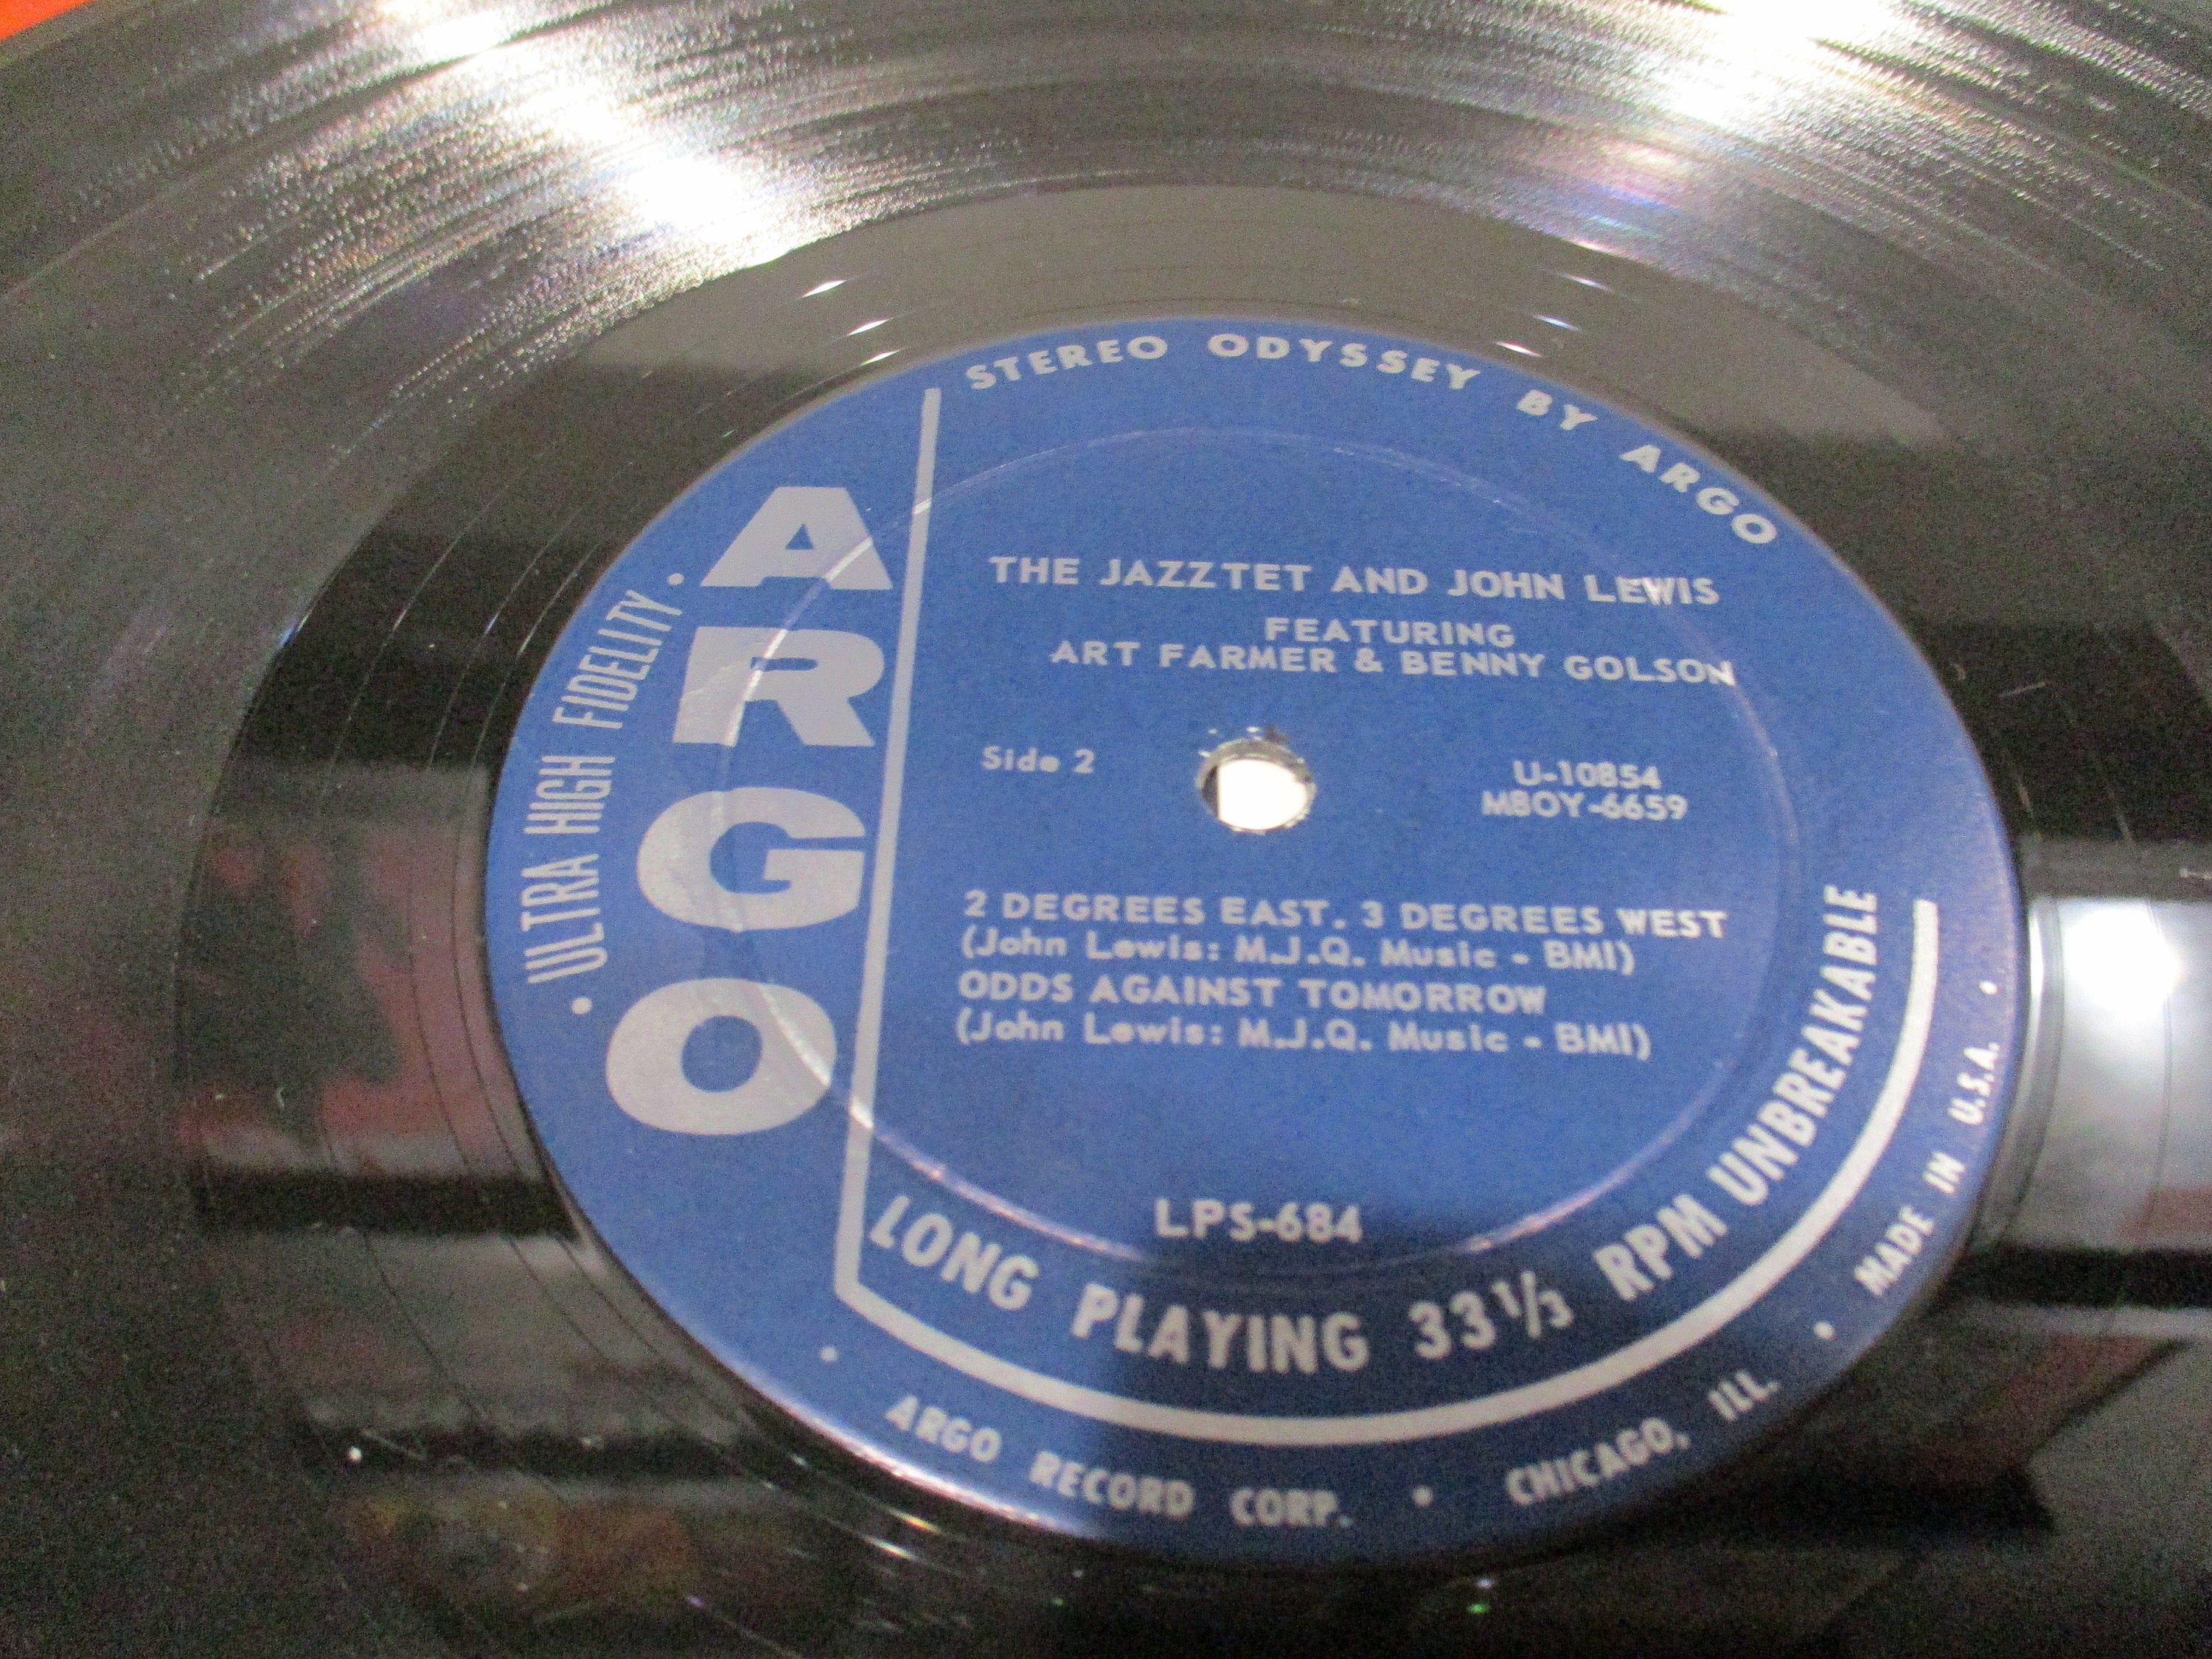 STEREO ODYSSEY BY ARGO
• ULTRA HIGH FIDELITY •
ARGO
THE JAZZTET AND JOHN LEWIS
FEATURING
ART FARMER & BENNY GOLSON
Side 2
U-10854
M8OY-6659
2 DEGREES EAST. 3 DEGREES WEST
(John Lewis: M.J.Q. Music - BMI)
ODDS AGAINST TOMORROW
(John Lewis: M.J.Q. Music - BMI)
LPS-684
LONG PLAYING 33⅓ RPM UNBREAKABLE
• ARGO RECORD CORP. • CHICAGO, ILL. • MADE IN U.S.A. •